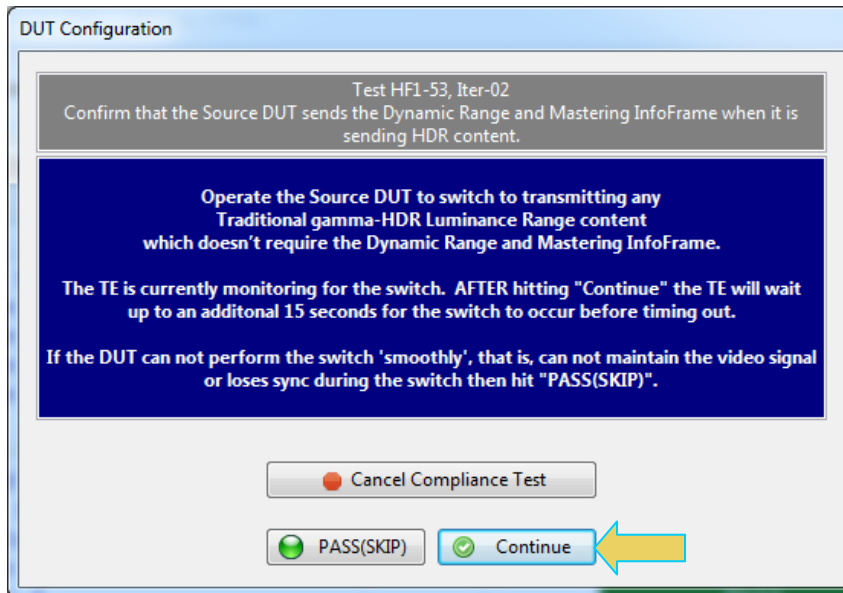 DUT Configuration
Test HF1-53, Iter-02
Confirm that the Source DUT sends the Dynamic Range and Mastering InfoFrame when it is
sending HDR content.
Operate the Source DUT to switch to transmitting any
Traditional gamma-HDR Luminance Range content
which doesn't require the Dynamic Range and Mastering InfoFrame.
The TE is currently monitoring for the switch.  AFTER hitting "Continue" the TE will wait
up to an additonal 15 seconds for the switch to occur before timing out.
If the DUT can not perform the switch 'smoothly', that is, can not maintain the video signal
or loses sync during the switch then hit "PASS(SKIP)".
Cancel Compliance Test
PASS(SKIP)
Continue